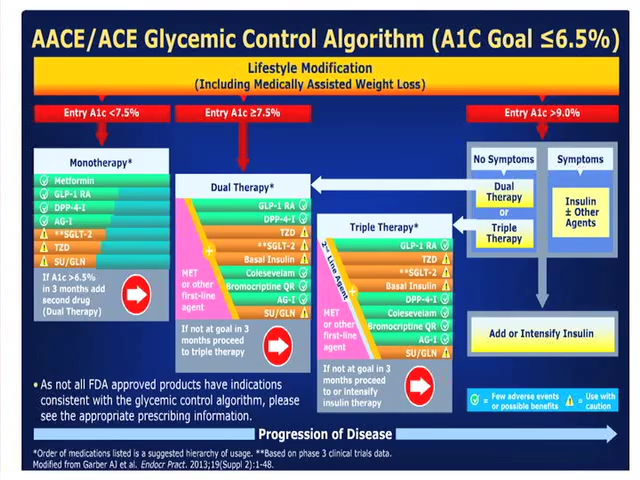 AACE/ACE Glycemic Control Algorithm (A1C Goal ≤6.5%)
Lifestyle Modification
(Including Medically Assisted Weight Loss)
Entry A1c <7.5%
Entry A1c ≥7.5%
Entry A1c >9.0%
Monotherapy*
Metformin
GLP-1 RA
DPP-4-I
AG-I
**SGLT-2
TZD
SU/GLN
If A1c >6.5%
in 3 months add
second drug
(Dual Therapy)
Dual Therapy*
GLP-1 RA
DPP-4-I
TZD
**SGLT-2
Basal Insulin
Colesevelam
Bromocriptine QR
AG-I
SU/GLN
+
MET
or other
first-line
agent
If not at goal in 3
months proceed
to triple therapy
Triple Therapy*
GLP-1 RA
TZD
**SGLT-2
Basal Insulin
DPP-4-I
Colesevelam
Bromocriptine QR
AG-I
SU/GLN
2nd Line Agent
+
MET
or other
first-line
agent
If not at goal in 3
months proceed
to or intensify
insulin therapy
No Symptoms
Dual
Therapy
or
Triple
Therapy
Symptoms
Insulin
± Other
Agents
Add or Intensify Insulin
= Few adverse events
or possible benefits
= Use with
caution
• As not all FDA approved products have indications
consistent with the glycemic control algorithm, please
see the appropriate prescribing information.
Progression of Disease
*Order of medications listed is a suggested hierarchy of usage. **Based on phase 3 clinical trials data.
Modified from Garber AJ et al. Endocr Pract. 2013;19(Suppl 2):1-48.